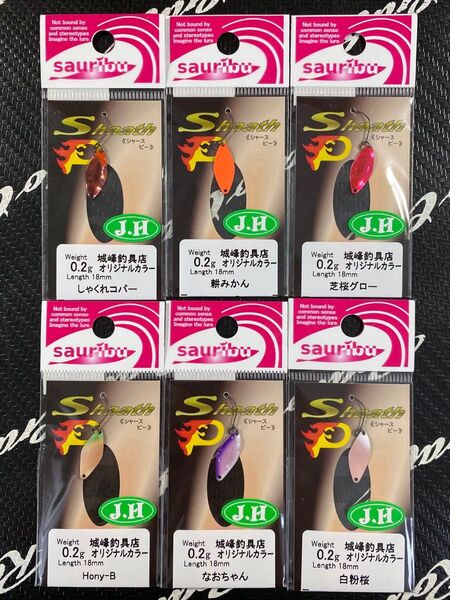 Not bound by
common sense
and stereotypes
Imagine the lure
sauribu
Sheath P
《シャース
ピー》
J.H
Weight 城峰釣具店
0.2g オリジナルカラー
Length 18mm
しゃくれコパー
Not bound by
common sense
and stereotypes
Imagine the lure
sauribu
Sheath P
《シャース
ピー》
J.H
Weight 城峰釣具店
0.2g オリジナルカラー
Length 18mm
耕みかん
Not bound by
common sense
and stereotypes
Imagine the lure
sauribu
Sheath P
《シャース
ピー》
J.H
Weight 城峰釣具店
0.2g オリジナルカラー
Length 18mm
芝桜グロー
Not bound by
common sense
and stereotypes
Imagine the lure
sauribu
Sheath P
《シャース
ピー》
J.H
Weight 城峰釣具店
0.2g オリジナルカラー
Length 18mm
Hony-B
Not bound by
common sense
and stereotypes
Imagine the lure
sauribu
Sheath P
《シャース
ピー》
J.H
Weight 城峰釣具店
0.2g オリジナルカラー
Length 18mm
なおちゃん
Not bound by
common sense
and stereotypes
Imagine the lure
sauribu
Sheath P
《シャース
ピー》
J.H
Weight 城峰釣具店
0.2g オリジナルカラー
Length 18mm
白粉桜